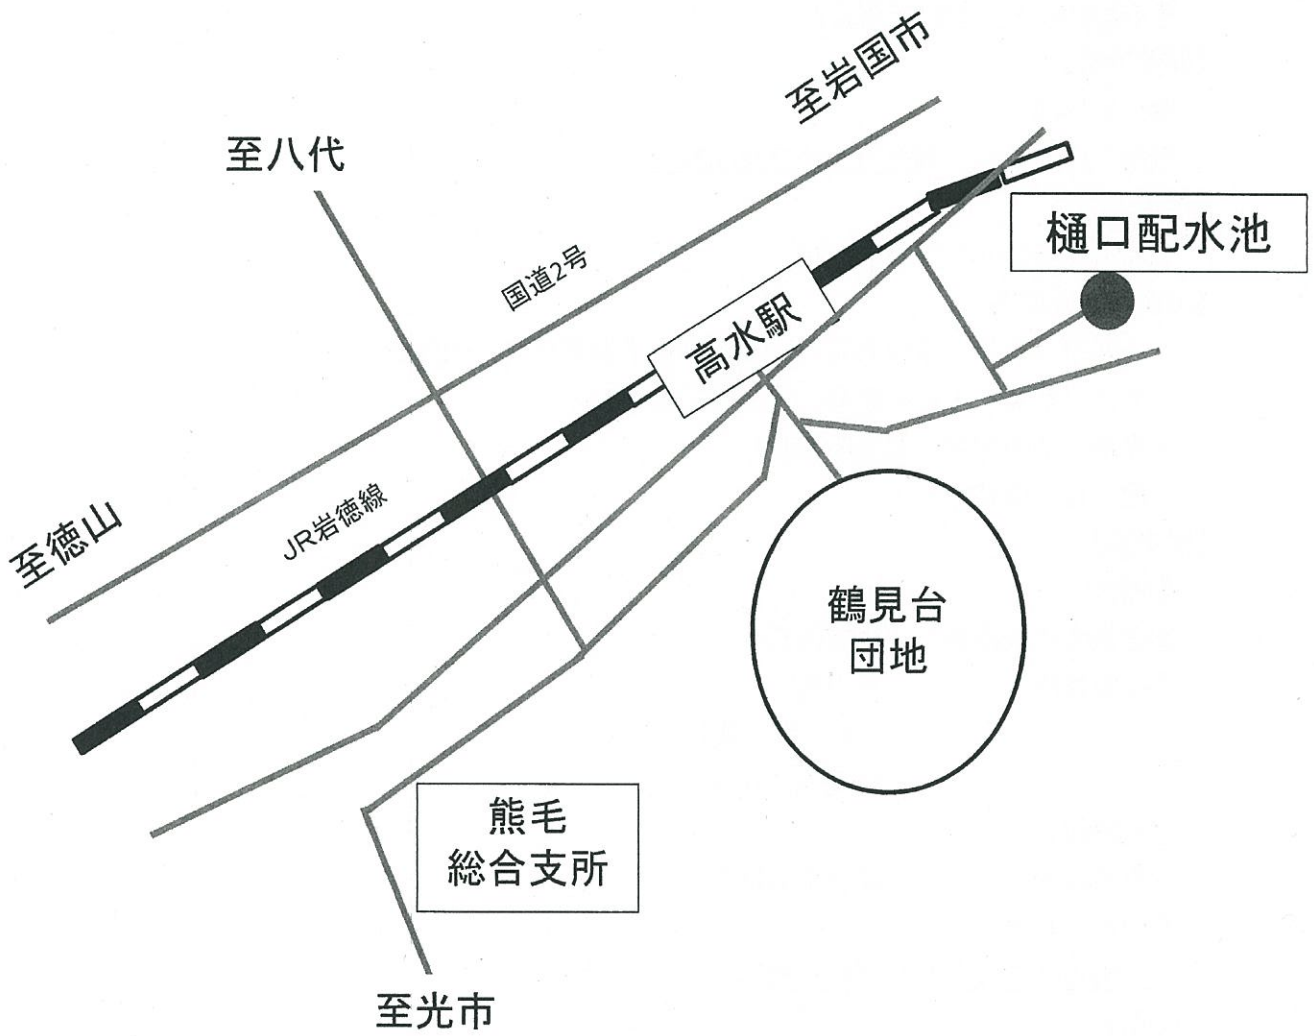 至岩国市
至八代
樋口配水池
国道2号
高水駅
JR岩徳線
至徳山
鶴見台
団地
熊毛
総合支所
至光市